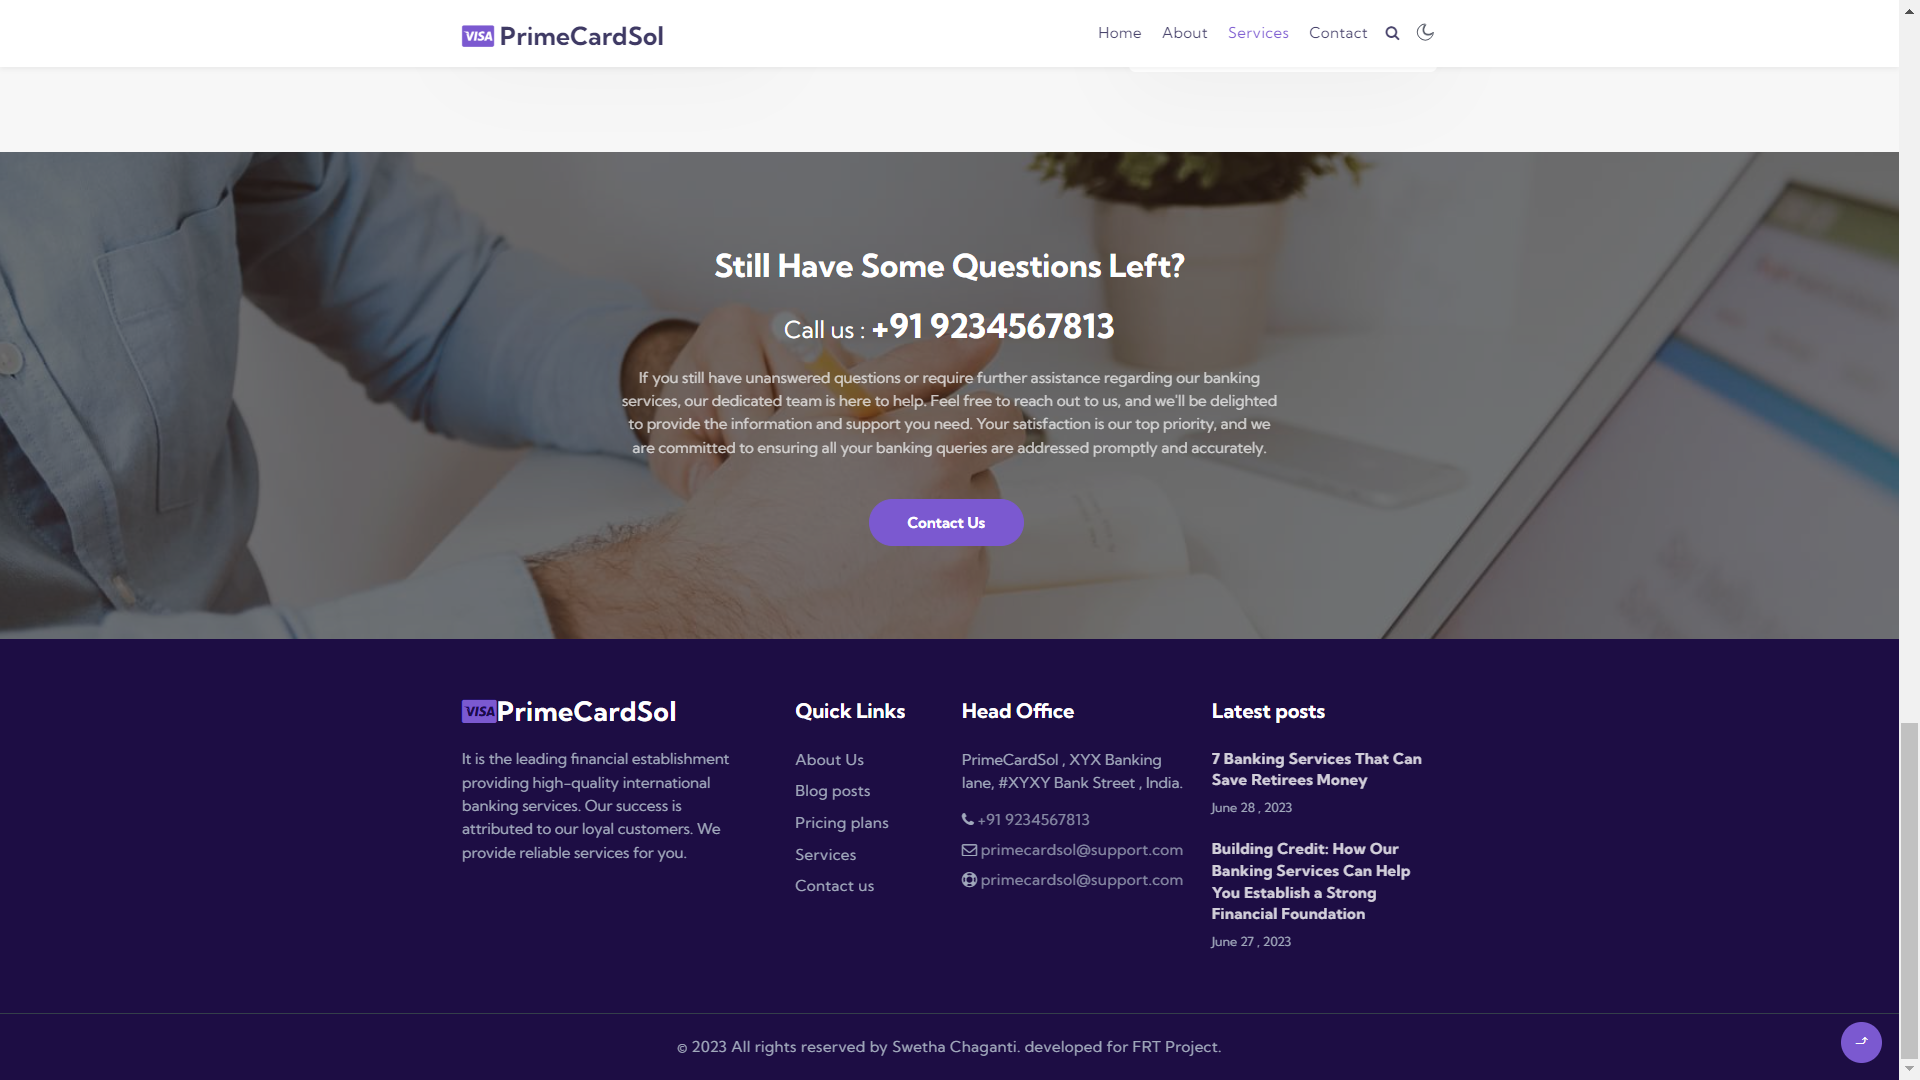 VISA PrimeCardSol
Home About Services Contact
Still Have Some Questions Left?
Call us : +91 9234567813
If you still have unanswered questions or require further assistance regarding our banking
services, our dedicated team is here to help. Feel free to reach out to us, and we'll be delighted
to provide the information and support you need. Your satisfaction is our top priority, and we
are committed to ensuring all your banking queries are addressed promptly and accurately.
Contact Us
VISA PrimeCardSol
It is the leading financial establishment
providing high-quality international
banking services. Our success is
attributed to our loyal customers. We
provide reliable services for you.
Quick Links
About Us
Blog posts
Pricing plans
Services
Contact us
Head Office
PrimeCardSol , XYX Banking
lane, #XYXY Bank Street , India.
+91 9234567813
primecardsol@support.com
primecardsol@support.com
Latest posts
7 Banking Services That Can
Save Retirees Money
June 28 , 2023
Building Credit: How Our
Banking Services Can Help
You Establish a Strong
Financial Foundation
June 27 , 2023
© 2023 All rights reserved by Swetha Chaganti. developed for FRT Project.